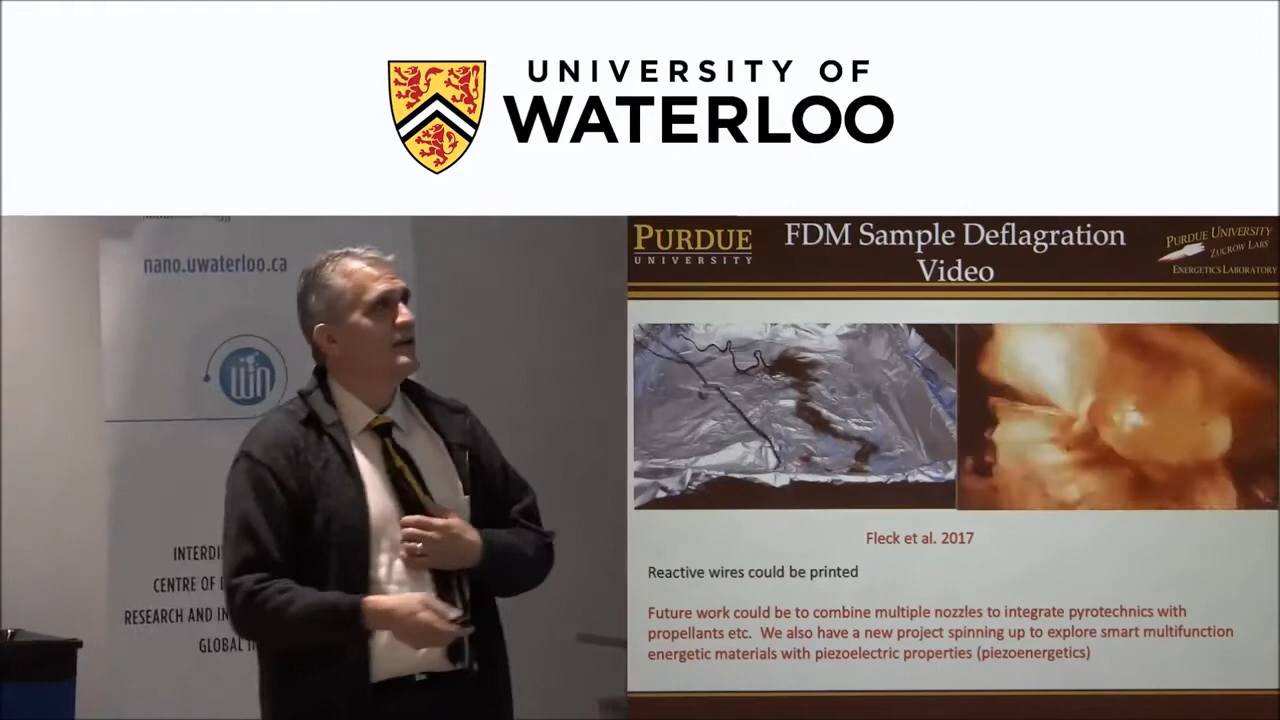 UNIVERSITY OF
WATERLOO
nano.uwaterloo.ca
win
INTERDI
CENTRE OF
RESEARCH AND IN
GLOBAL
PURDUE
UNIVERSITY
FDM Sample Deflagration
Video
PURDUE UNIVERSITY
ZUCROW LABS
ENERGETICS LABORATORY
Fleck et al. 2017
Reactive wires could be printed
Future work could be to combine multiple nozzles to integrate pyrotechnics with
propellants etc. We also have a new project spinning up to explore smart multifunction
energetic materials with piezoelectric properties (piezoenergetics)